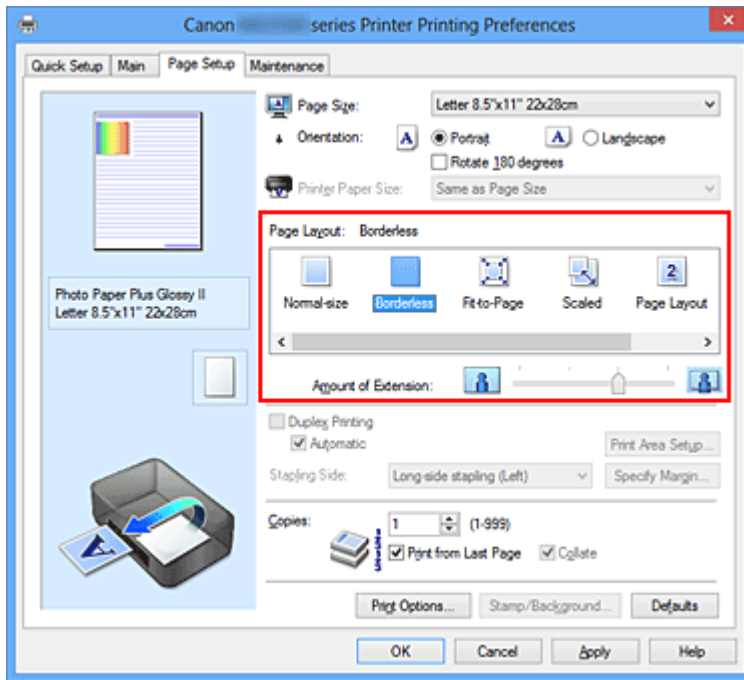 Canon series Printer Printing Preferences
Quick Setup Main Page Setup Maintenance
Page Size: Letter 8.5"x11" 22x28cm
Orientation: A Portrait A Landscape
Rotate 180 degrees
Printer Paper Size: Same as Page Size
Page Layout: Borderless
Normal-size Borderless Fit-to-Page Scaled 2 Page Layout
Photo Paper Plus Glossy II
Letter 8.5"x11" 22x28cm
Amount of Extension:
Duplex Printing
Automatic Print Area Setup...
Stapling Side: Long-side stapling (Left) Specify Margin...
Copies: 1 (1-999)
Print from Last Page Collate
A
Print Options... Stamp/Background... Defaults
OK Cancel Apply Help